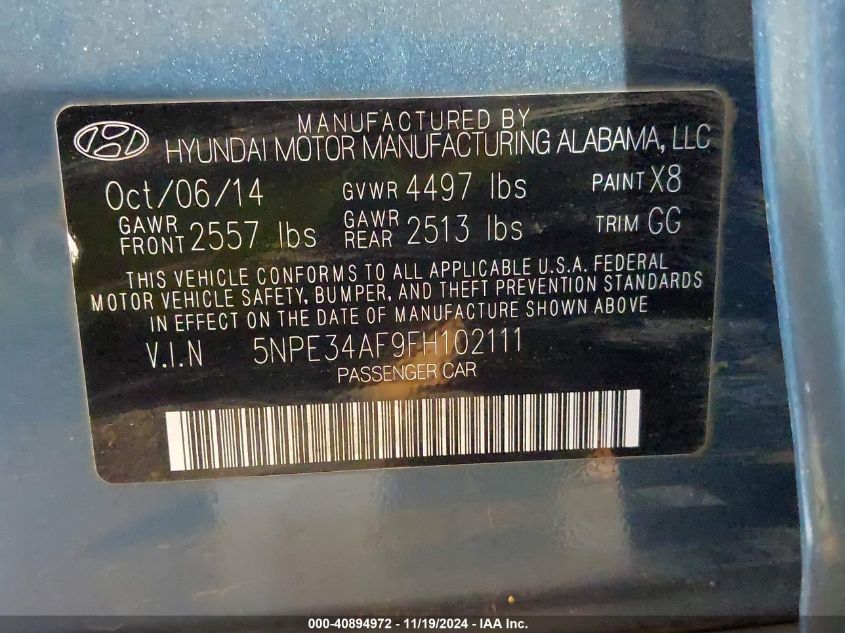 MANUFACTURED BY
HYUNDAI MOTOR MANUFACTURING ALABAMA, LLC
Oct/06/14 GVWR 4497 lbs PAINT X8
GAWR FRONT 2557 lbs GAWR REAR 2513 lbs TRIM GG
THIS VEHICLE CONFORMS TO ALL APPLICABLE U.S.A. FEDERAL
MOTOR VEHICLE SAFETY, BUMPER, AND THEFT PREVENTION STANDARDS
IN EFFECT ON THE DATE OF MANUFACTURE SHOWN ABOVE
V.I.N 5NPE34AF9FH102111
PASSENGER CAR
000-40894972 - 11/19/2024 - IAA Inc.